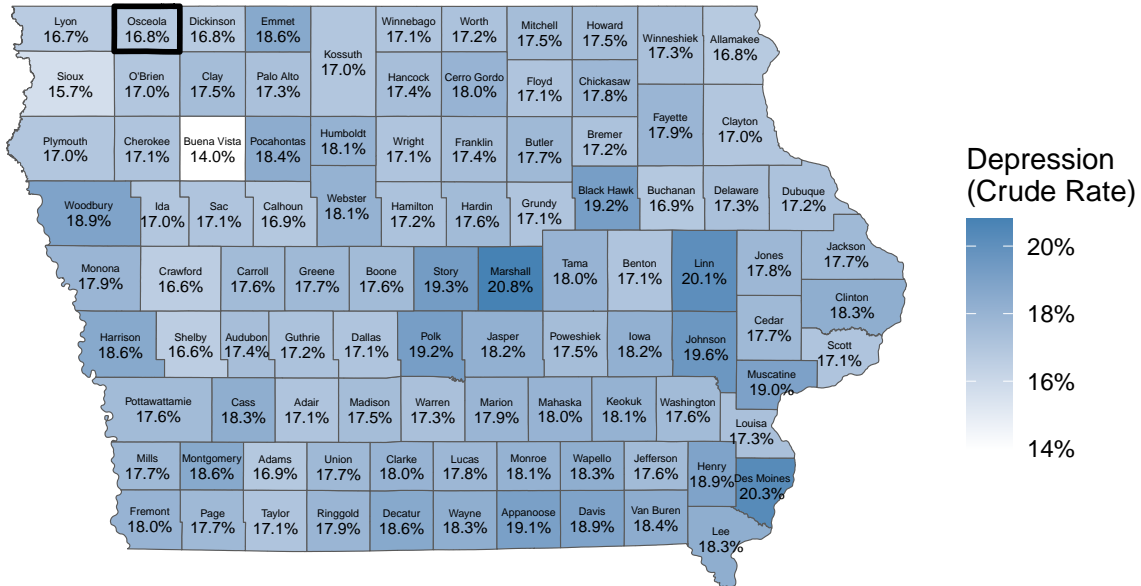 Lyon
16.7%
Osceola
16.8%
Dickinson
16.8%
Emmet
18.6%
Kossuth
17.0%
Winnebago
17.1%
Worth
17.2%
Mitchell
17.5%
Howard
17.5%
Winneshiek
17.3%
Allamakee
16.8%
Sioux
15.7%
O'Brien
17.0%
Clay
17.5%
Palo Alto
17.3%
Hancock
17.4%
Cerro Gordo
18.0%
Floyd
17.1%
Chickasaw
17.8%
Fayette
17.9%
Clayton
17.0%
Plymouth
17.0%
Cherokee
17.1%
Buena Vista
14.0%
Pocahontas
18.4%
Humboldt
18.1%
Wright
17.1%
Franklin
17.4%
Butler
17.7%
Bremer
17.2%
Woodbury
18.9%
Ida
17.0%
Sac
17.1%
Calhoun
16.9%
Webster
18.1%
Hamilton
17.2%
Hardin
17.6%
Grundy
17.1%
Black Hawk
19.2%
Buchanan
16.9%
Delaware
17.3%
Dubuque
17.2%
Monona
17.9%
Crawford
16.6%
Carroll
17.6%
Greene
17.7%
Boone
17.6%
Story
19.3%
Marshall
20.8%
Tama
18.0%
Benton
17.1%
Linn
20.1%
Jones
17.8%
Jackson
17.7%
Clinton
18.3%
Harrison
18.6%
Shelby
16.6%
Audubon
17.4%
Guthrie
17.2%
Dallas
17.1%
Polk
19.2%
Jasper
18.2%
Poweshiek
17.5%
Iowa
18.2%
Johnson
19.6%
Cedar
17.7%
Scott
17.1%
Muscatine
19.0%
Pottawattamie
17.6%
Cass
18.3%
Adair
17.1%
Madison
17.5%
Warren
17.3%
Marion
17.9%
Mahaska
18.0%
Keokuk
18.1%
Washington
17.6%
Louisa
17.3%
Mills
17.7%
Montgomery
18.6%
Adams
16.9%
Union
17.7%
Clarke
18.0%
Lucas
17.8%
Monroe
18.1%
Wapello
18.3%
Jefferson
17.6%
Henry
18.9%
Des Moines
20.3%
Fremont
18.0%
Page
17.7%
Taylor
17.1%
Ringgold
17.9%
Decatur
18.6%
Wayne
18.3%
Appanoose
19.1%
Davis
18.9%
Van Buren
18.4%
Lee
18.3%
Depression
(Crude Rate)
20%
18%
16%
14%